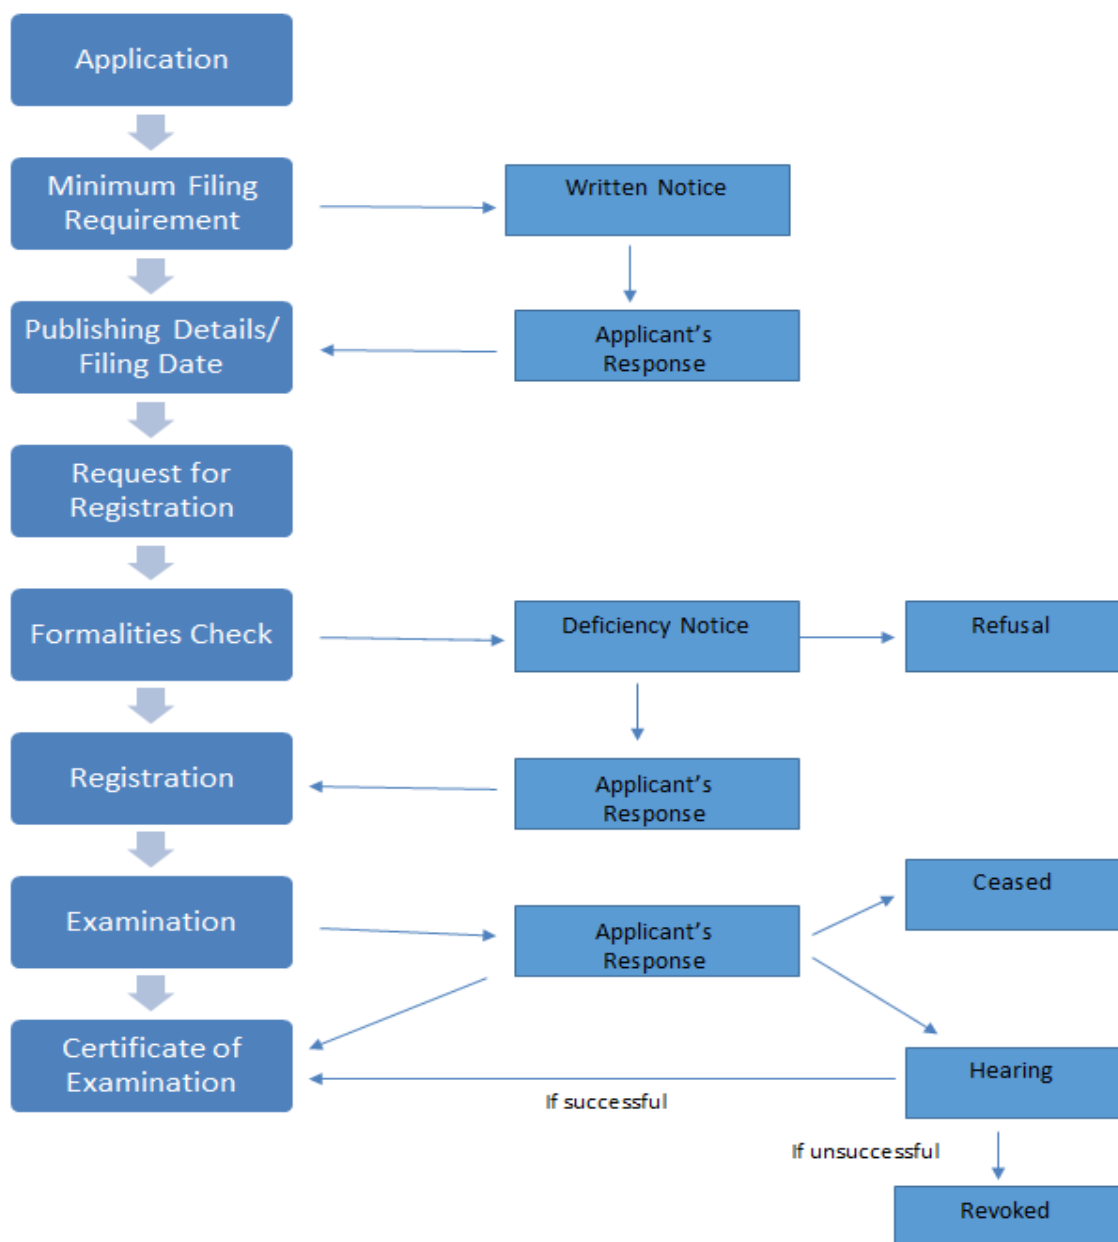 Application
Minimum Filing
Requirement
Written Notice
Publishing Details/
Filing Date
Applicant's
Response
Request for
Registration
Formalities Check
Deficiency Notice
Refusal
Registration
Applicant's
Response
Examination
Applicant's
Response
Ceased
Certificate of
Examination
Hearing
If successful
If unsuccessful
Revoked